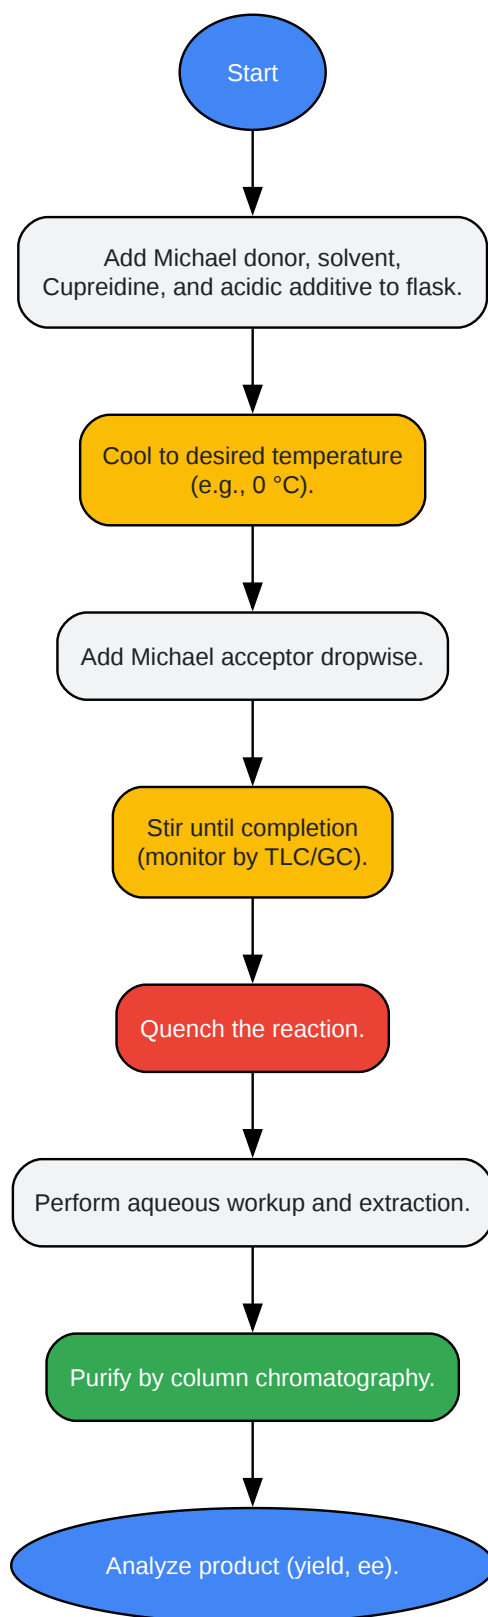 Start
Add Michael donor, solvent,
Cupreidine, and acidic additive to flask.
Cool to desired temperature
(e.g., 0 °C).
Add Michael acceptor dropwise.
Stir until completion
(monitor by TLC/GC).
Quench the reaction.
Perform aqueous workup and extraction.
Purify by column chromatography.
Analyze product (yield, ee).